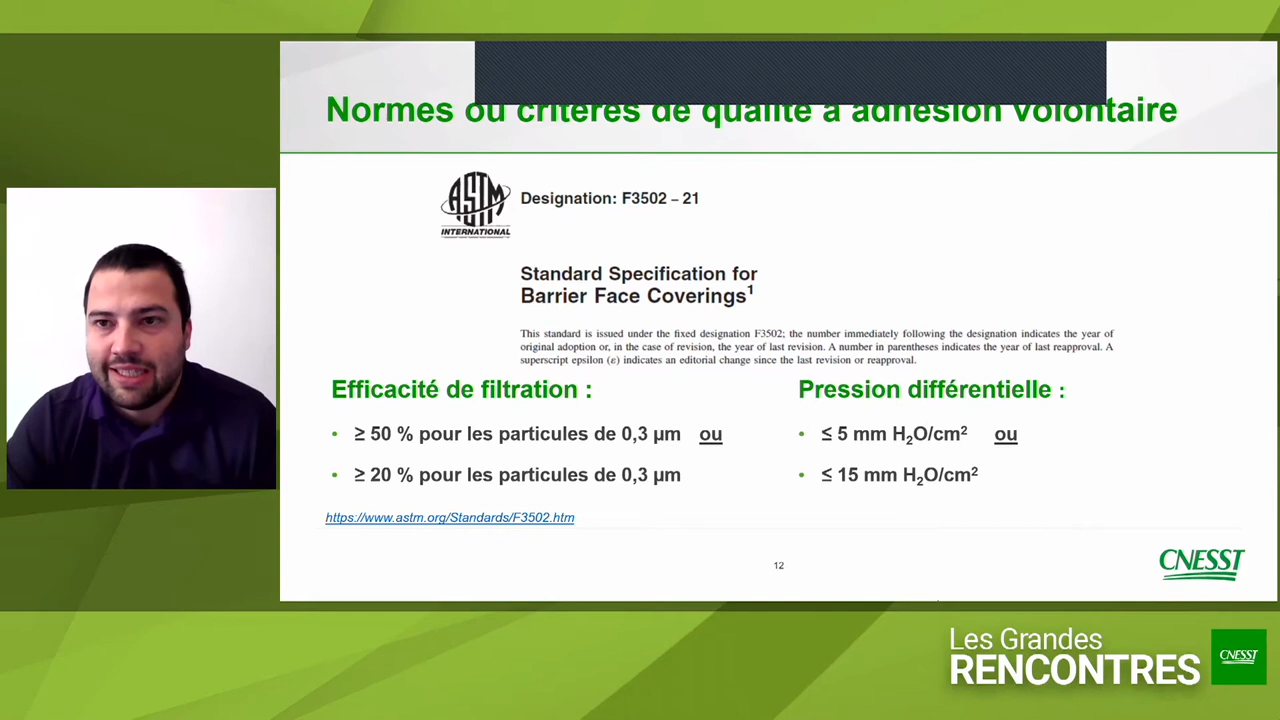 Normes ou critères de qualité à adhésion volontaire
ASTM
INTERNATIONAL
Designation: F3502 – 21
Standard Specification for
Barrier Face Coverings¹
This standard is issued under the fixed designation F3502; the number immediately following the designation indicates the year of
original adoption or, in the case of revision, the year of last revision. A number in parentheses indicates the year of last reapproval. A
superscript epsilon (ε) indicates an editorial change since the last revision or reapproval.
Efficacité de filtration :
• ≥ 50 % pour les particules de 0,3 µm ou
• ≥ 20 % pour les particules de 0,3 µm
Pression différentielle :
• ≤ 5 mm H₂O/cm² ou
• ≤ 15 mm H₂O/cm²
https://www.astm.org/Standards/F3502.htm
12
CNESST
Les Grandes
RENCONTRES
CNESST